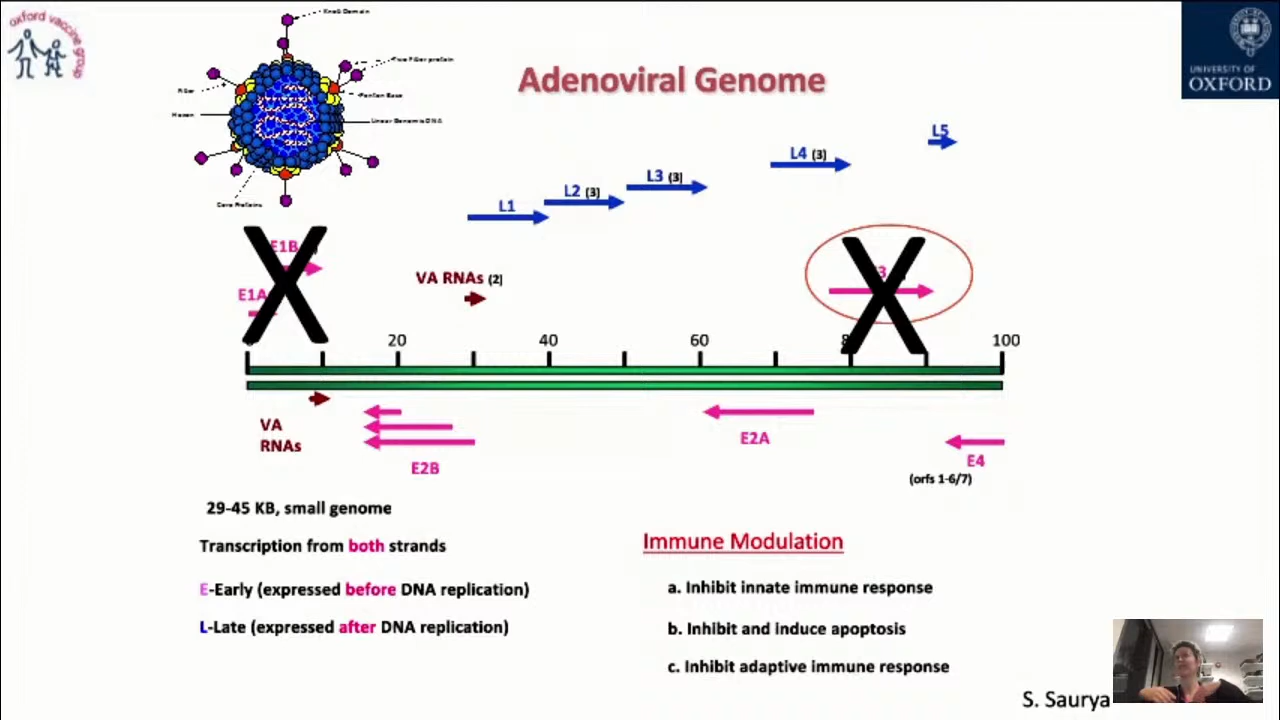 oxford vaccine group
Knob Domain
Fiber protein
Fiber
Penton Base
Hexon
Linear Genomic DNA
Core Proteins
UNIVERSITY OF
OXFORD
Adenoviral Genome
L5
L4 (3)
L3 (3)
L2 (3)
L1
E1B
E1A
VA RNAs (2)
20
40
60
100
VA
RNAs
E2B
E2A
E4
(orfs 1-6/7)
29-45 KB, small genome
Transcription from both strands
E-Early (expressed before DNA replication)
L-Late (expressed after DNA replication)
Immune Modulation
a. Inhibit innate immune response
b. Inhibit and induce apoptosis
c. Inhibit adaptive immune response
S. Saurya